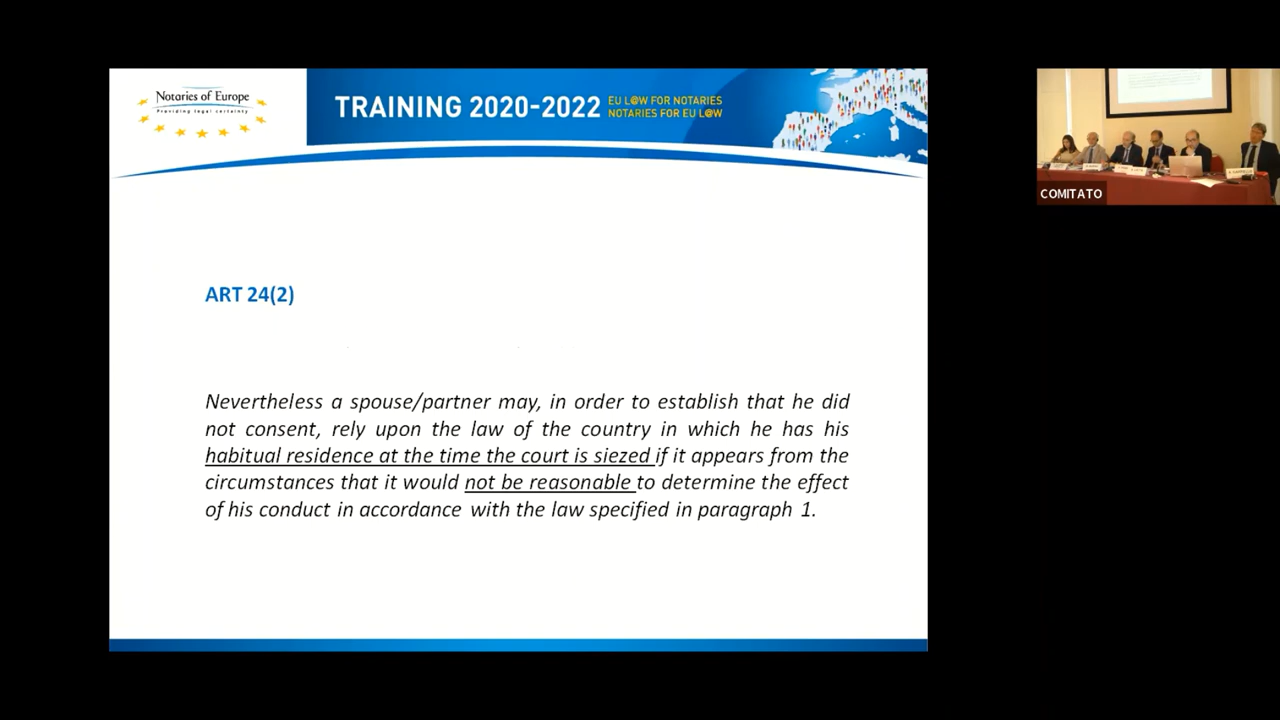 Notaries of Europe
Providing legal certainty
TRAINING 2020-2022
EU L@W FOR NOTARIES
NOTARIES FOR EU L@W
COMITATO
ART 24(2)
Nevertheless a spouse/partner may, in order to establish that he did
not consent, rely upon the law of the country in which he has his
habitual residence at the time the court is siezed if it appears from the
circumstances that it would not be reasonable to determine the effect
of his conduct in accordance with the law specified in paragraph 1.